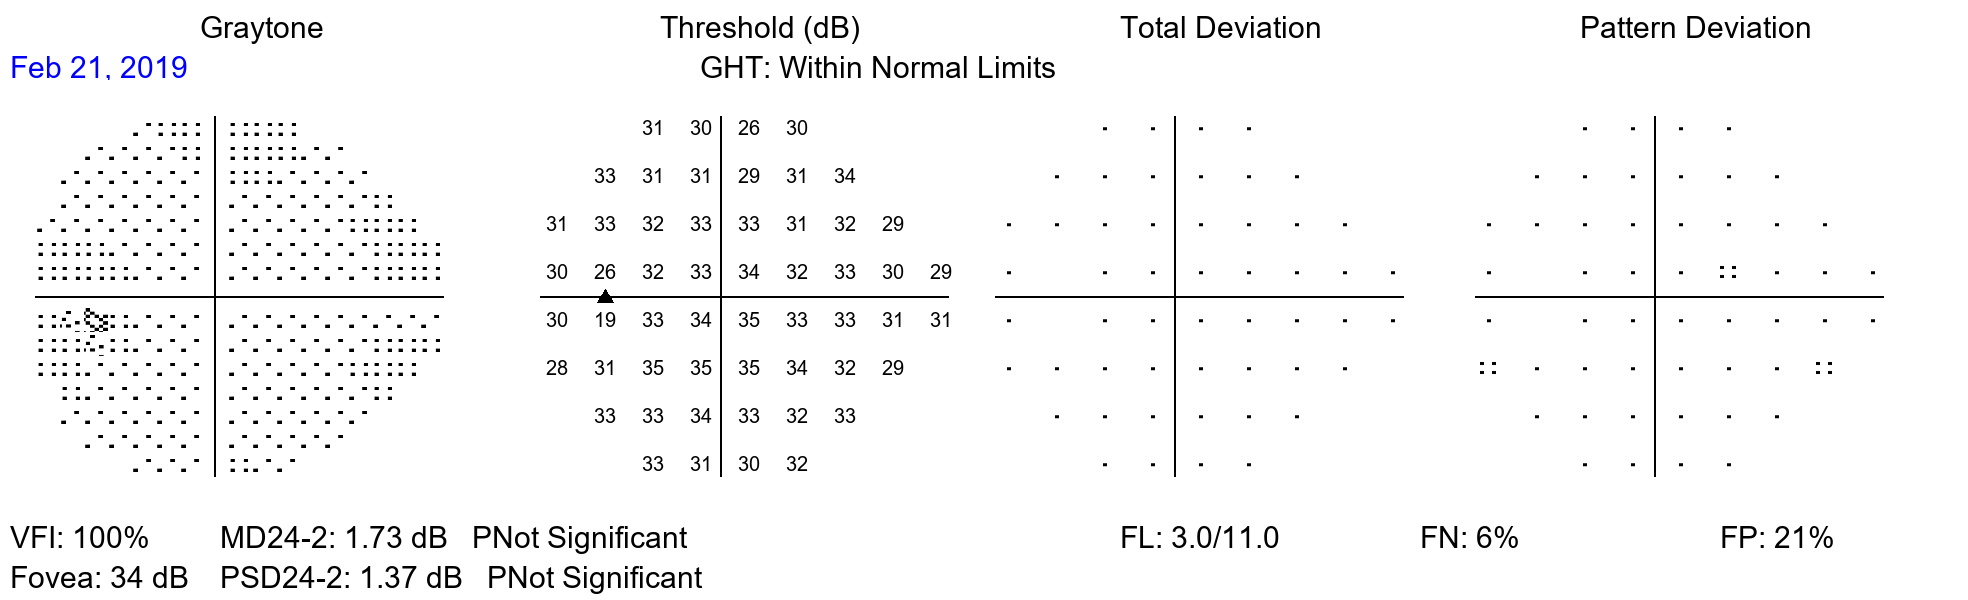 Graytone Threshold (dB) Total Deviation Pattern Deviation
Feb 21, 2019 GHT: Within Normal Limits
31 30 26 30
33 31 31 29 31 34
31 33 32 33 33 31 32 29
30 26 32 33 34 32 33 30 29
30 19 33 34 35 33 33 31 31
28 31 35 35 35 34 32 29
33 33 34 33 32 33
33 31 30 32
VFI: 100% MD24-2: 1.73 dB PNot Significant FL: 3.0/11.0 FN: 6% FP: 21%
Fovea: 34 dB PSD24-2: 1.37 dB PNot Significant